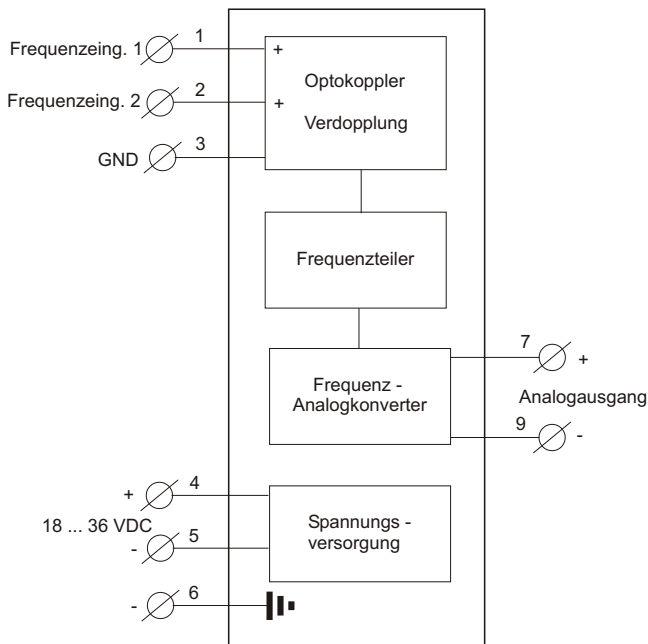 Frequenzeing. 1
1
+
Optokoppler
Frequenzeing. 2
2
+
Verdopplung
GND
3
Frequenzteiler
7
+
Frequenz -
Analogkonverter
Analogausgang
9
-
+
4
18 ... 36 VDC
Spannungs -
versorgung
-
5
-
6